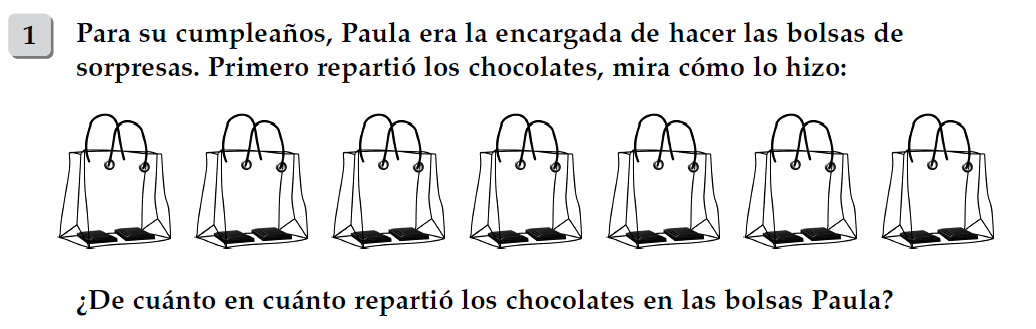 1
Para su cumpleaños, Paula era la encargada de hacer las bolsas de
sorpresas. Primero repartió los chocolates, mira cómo lo hizo:
¿De cuánto en cuánto repartió los chocolates en las bolsas Paula?